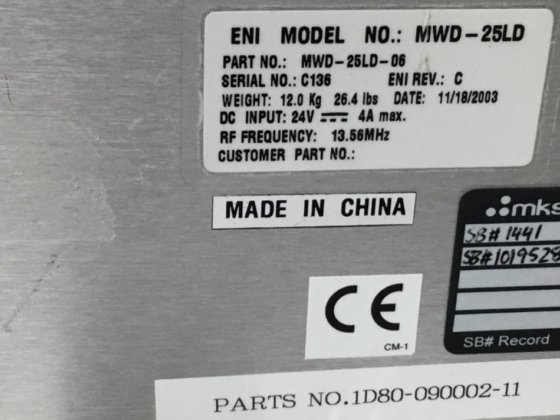 ENI MODEL NO.: MWD-25LD
PART NO.: MWD-25LD-06
SERIAL NO.: C136 ENI REV.: C
WEIGHT: 12.0 Kg 26.4 lbs DATE: 11/18/2003
DC INPUT: 24V ⎓ 4A max.
RF FREQUENCY: 13.56MHz
CUSTOMER PART NO.:
MADE IN CHINA
mks
SB# 1441
SB# 1019528
CE
CM-1
SB# Record
PARTS NO.1D80-090002-11